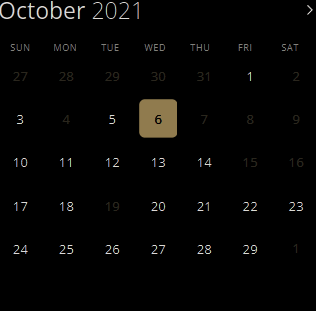 October 2021
SUN MON TUE WED THU FRI SAT
27 28 29 30 31 1 2
3 4 5 6 7 8 9
10 11 12 13 14 15 16
17 18 19 20 21 22 23
24 25 26 27 28 29 1